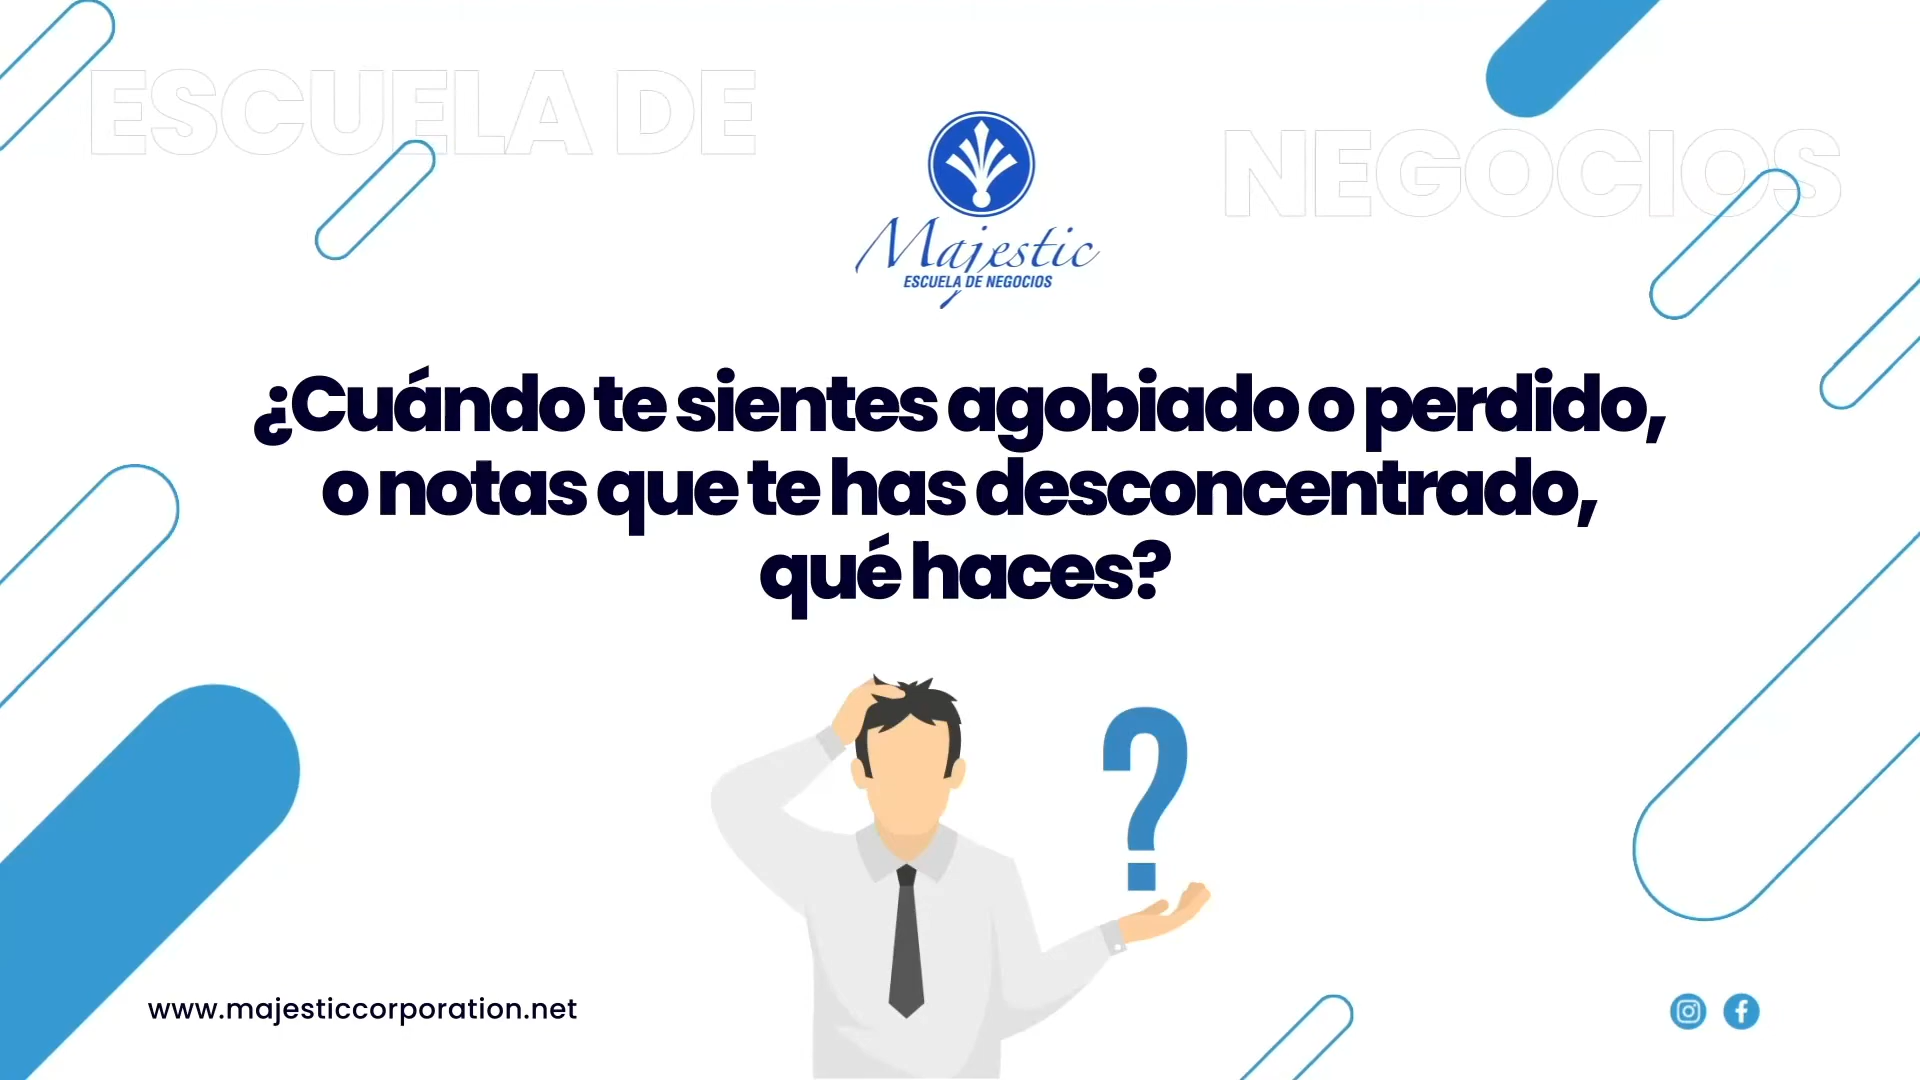 ESCUELA DE
NEGOCIOS
Majestic
ESCUELA DE NEGOCIOS
¿Cuándo te sientes agobiado o perdido,
o notas que te has desconcentrado,
qué haces?
?
www.majesticcorporation.net